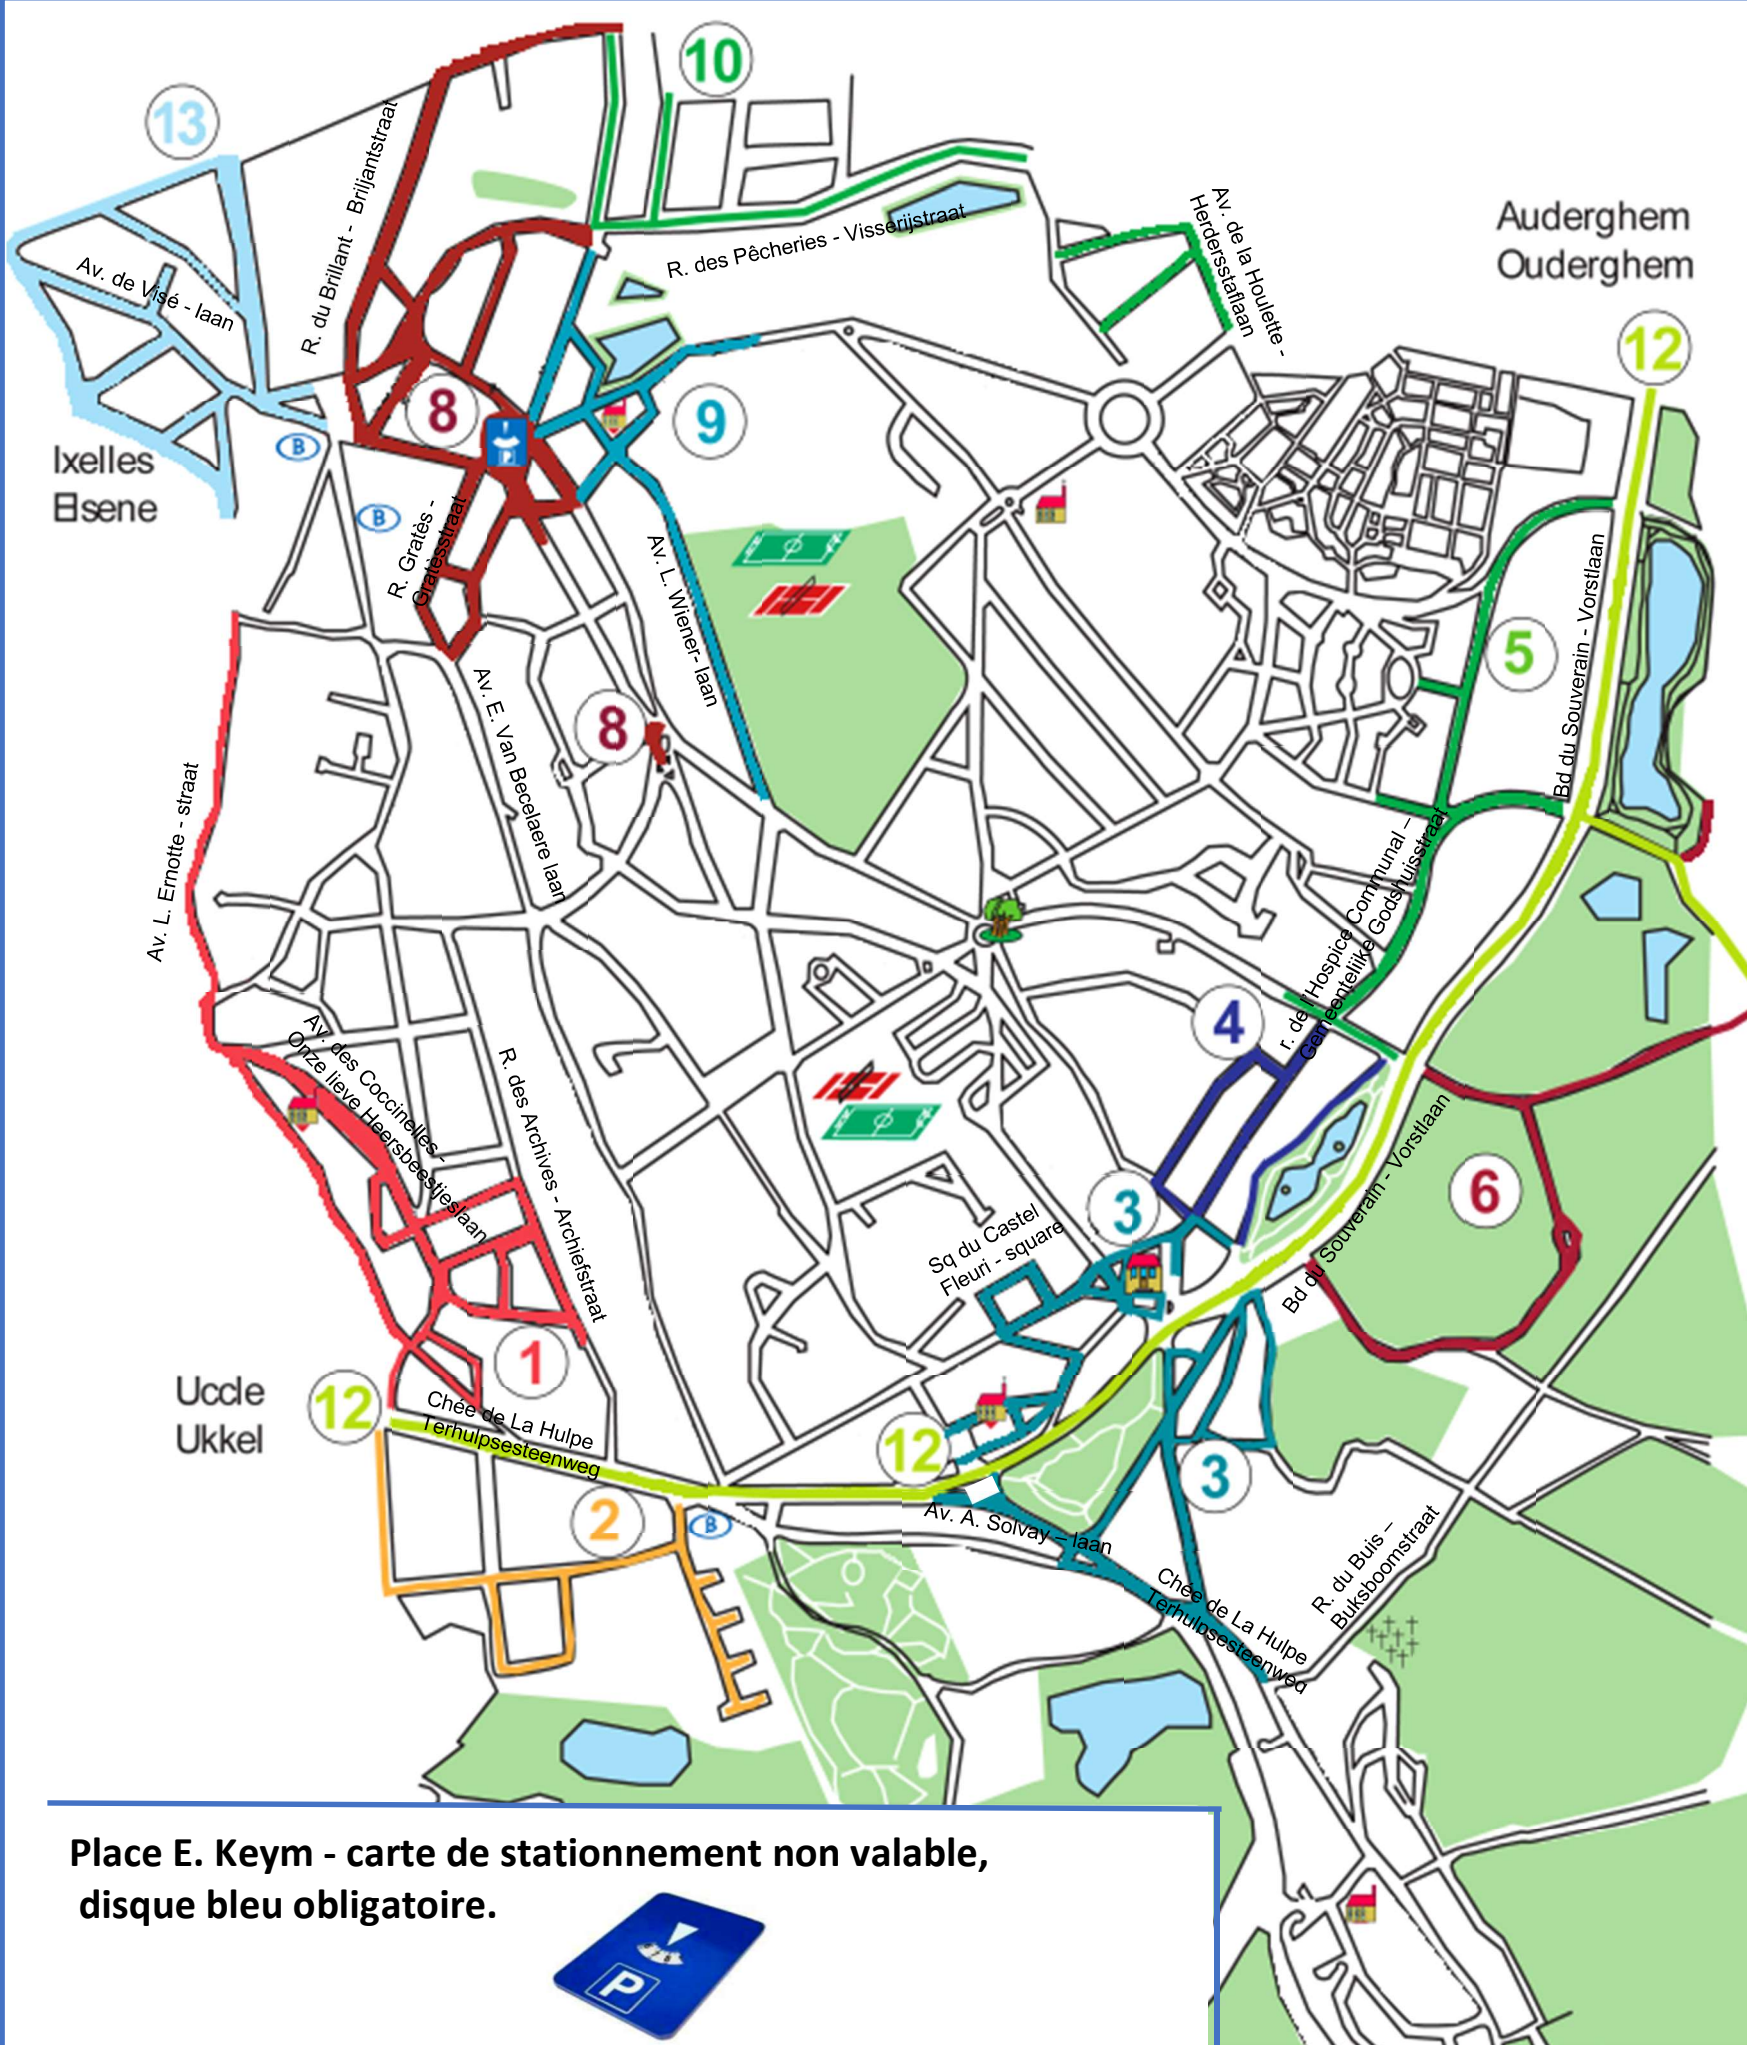 10
13
R. du Brillant - Briljantstraat
Av. de la Houlette -
Herdersstaflaan
Auderghem
Ouderghem
R. des Pêcheries - Visserijstraat
Av. de Visé - laan
12
8
9
P
B
Ixelles
Elsene
B
R. Gratès -
Gratèsstraat
Av. L. Wiener- laan
5
Bd du Souverain - Vorstlaan
8
Av. E. Van Becelaere laan
Av. L. Ernotte - straat
r. de l'Hospice Communal –
Gemeentelijke Godshuisstraat
4
Av. des Coccinelles -
Onze lieve Heersbeestjeslaan
R. des Archives - Archiefstraat
3
6
Bd du Souverain - Vorstlaan
Sq du Castel
Fleuri - square
1
Uccle
Ukkel
12
Chée de La Hulpe
Terhulpsesteenweg
12
3
2
B
Av. A. Solvay – laan
R. du Buis –
Buksboomstraat
Chée de La Hulpe
Terhulpsesteenweg
Place E. Keym - carte de stationnement non valable,
disque bleu obligatoire.
P